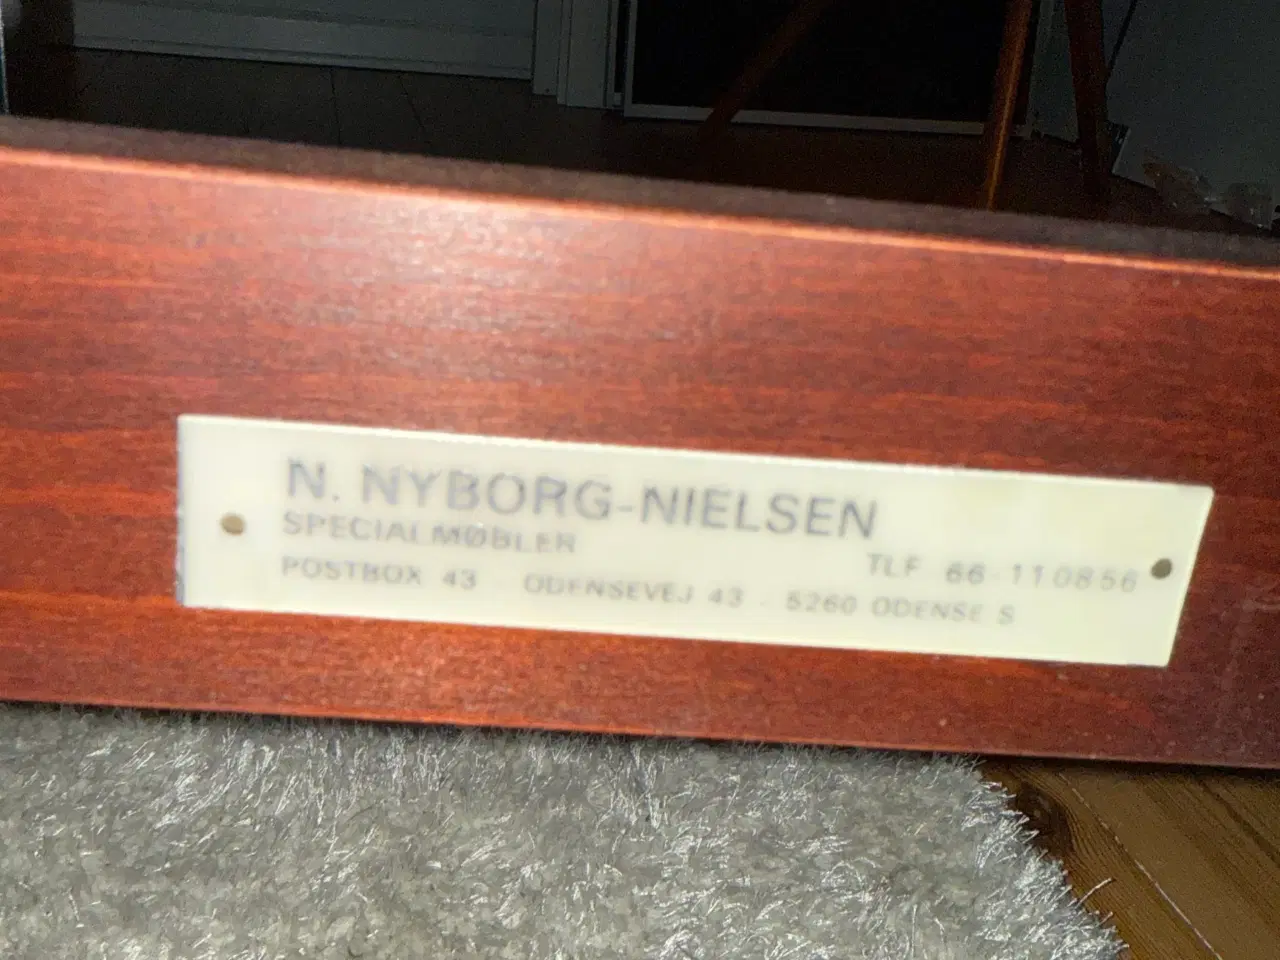 N. NYBORG-NIELSEN
SPECIALMØBLER
TLF 66-110856
POSTBOX 43 - ODENSEVEJ 43 - 5260 ODENSE S